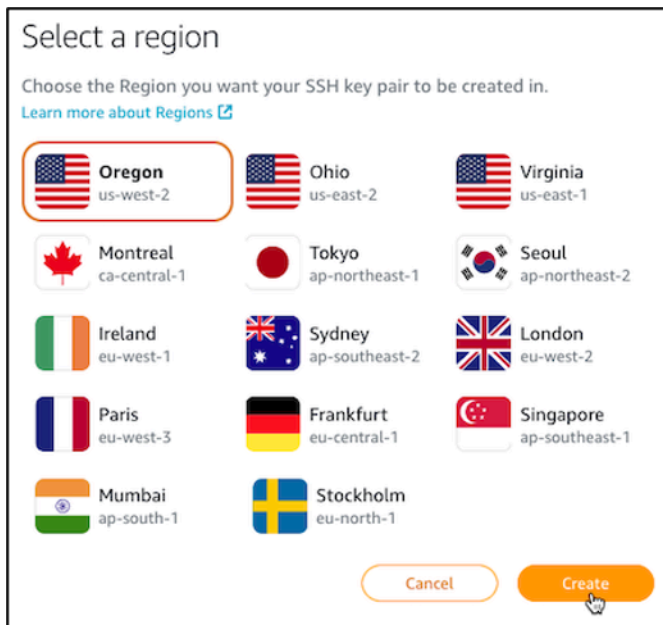 Select a region
Choose the Region you want your SSH key pair to be created in.
Learn more about Regions
Oregon
us-west-2
Ohio
us-east-2
Virginia
us-east-1
Montreal
ca-central-1
Tokyo
ap-northeast-1
Seoul
ap-northeast-2
Ireland
eu-west-1
Sydney
ap-southeast-2
London
eu-west-2
Paris
eu-west-3
Frankfurt
eu-central-1
Singapore
ap-southeast-1
Mumbai
ap-south-1
Stockholm
eu-north-1
Cancel
Create